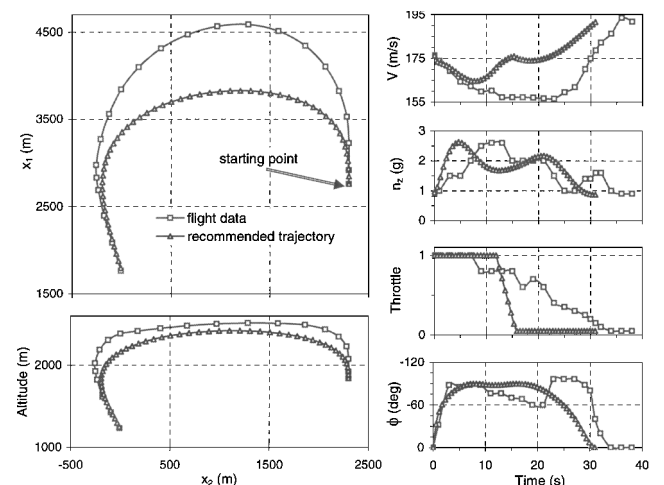 4500
3500
2500
1500
x₁ (m)
starting point
flight data
recommended trajectory
2000
1000
Altitude (m)
-500
500
1500
2500
x₂ (m)
195
175
155
V (m/s)
3
2
1
0
n_z (g)
1
0
Throttle
-120
-60
0
ϕ (deg)
0
10
20
30
40
Time (s)